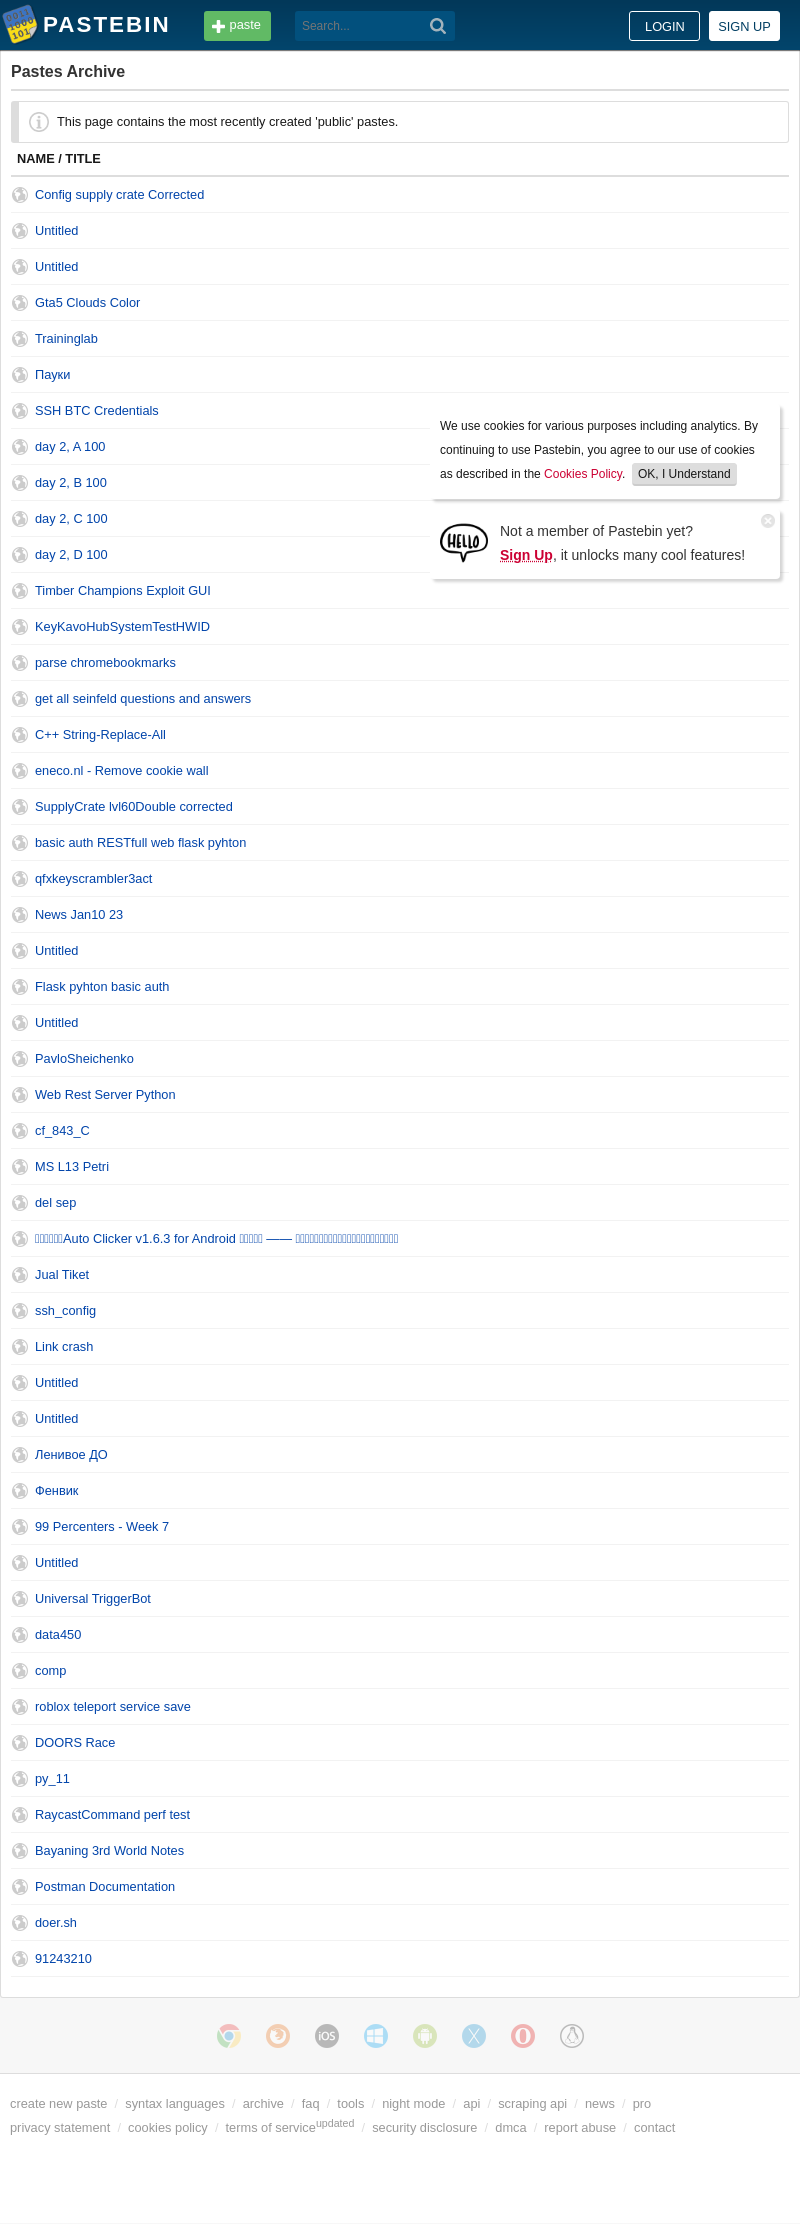 PASTEBIN
paste
Search...
LOGIN
SIGN UP
Pastes Archive
This page contains the most recently created 'public' pastes.
NAME / TITLE
Config supply crate Corrected
Untitled
Untitled
Gta5 Clouds Color
Traininglab
Пауки
SSH BTC Credentials
day 2, A 100
day 2, B 100
day 2, C 100
day 2, D 100
We use cookies for various purposes including analytics. By
continuing to use Pastebin, you agree to our use of cookies
as described in the Cookies Policy. OK, I Understand
HELLO
Not a member of Pastebin yet?
Sign Up, it unlocks many cool features!
Timber Champions Exploit GUI
KeyKavoHubSystemTestHWID
parse chromebookmarks
get all seinfeld questions and answers
C++ String-Replace-All
eneco.nl - Remove cookie wall
SupplyCrate lvl60Double corrected
basic auth RESTfull web flask pyhton
qfxkeyscrambler3act
News Jan10 23
Untitled
Flask pyhton basic auth
Untitled
PavloSheichenko
Web Rest Server Python
cf_843_C
MS L13 Petri
del sep
Auto Clicker v1.6.3 for Android ——
Jual Tiket
ssh_config
Link crash
Untitled
Untitled
Ленивое ДО
Фенвик
99 Percenters - Week 7
Untitled
Universal TriggerBot
data450
comp
roblox teleport service save
DOORS Race
py_11
RaycastCommand perf test
Bayaning 3rd World Notes
Postman Documentation
doer.sh
91243210
iOS
create new paste / syntax languages / archive / faq / tools / night mode / api / scraping api / news / pro
privacy statement / cookies policy / terms of service updated / security disclosure / dmca / report abuse / contact